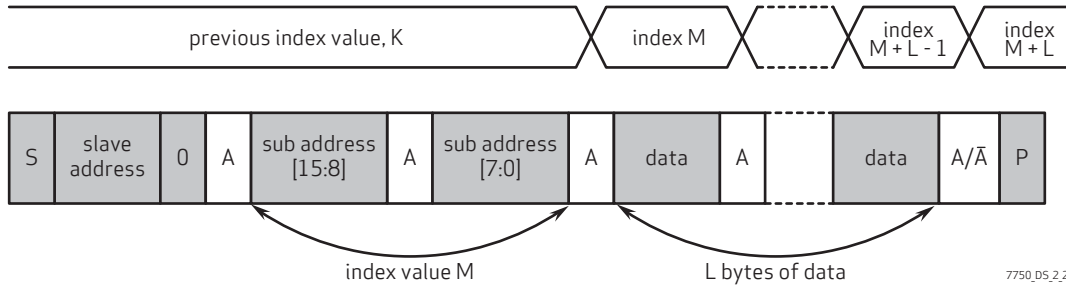 previous index value, K
index M
index
M + L - 1
index
M + L
S
slave
address
0
A
sub address
[15:8]
A
sub address
[7:0]
A
data
A
data
A/Ā
P
index value M
L bytes of data
7750_DS_2_2